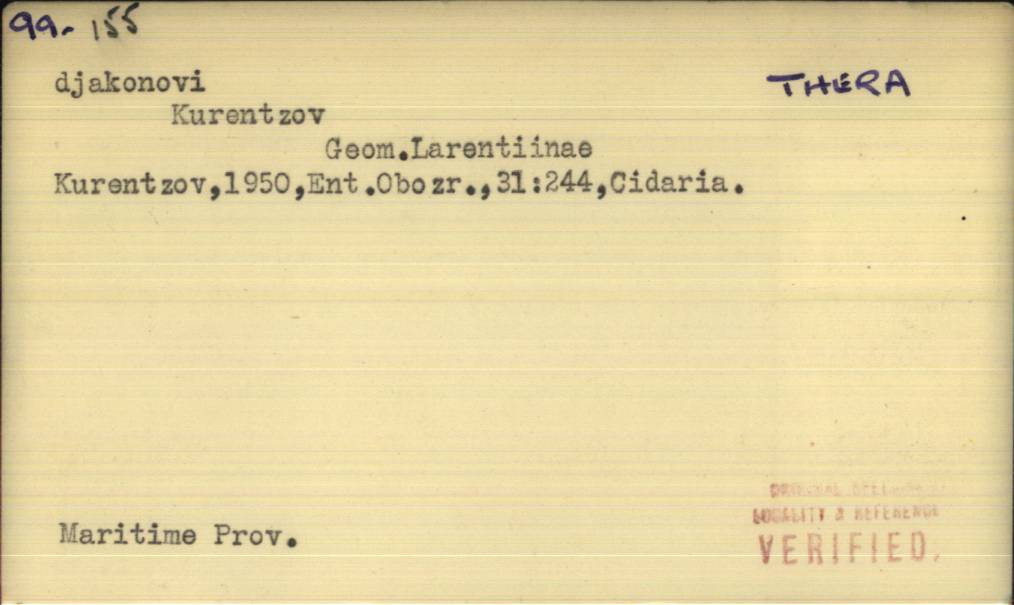 99. 155
djakonovi THERA
Kurentzov
Geom.Larentiinae
Kurentzov,1950,Ent.Obozr.,31:244,Cidaria.
Maritime Prov.
ORIGINAL
LOCALITY & REFERENCE
VERIFIED.